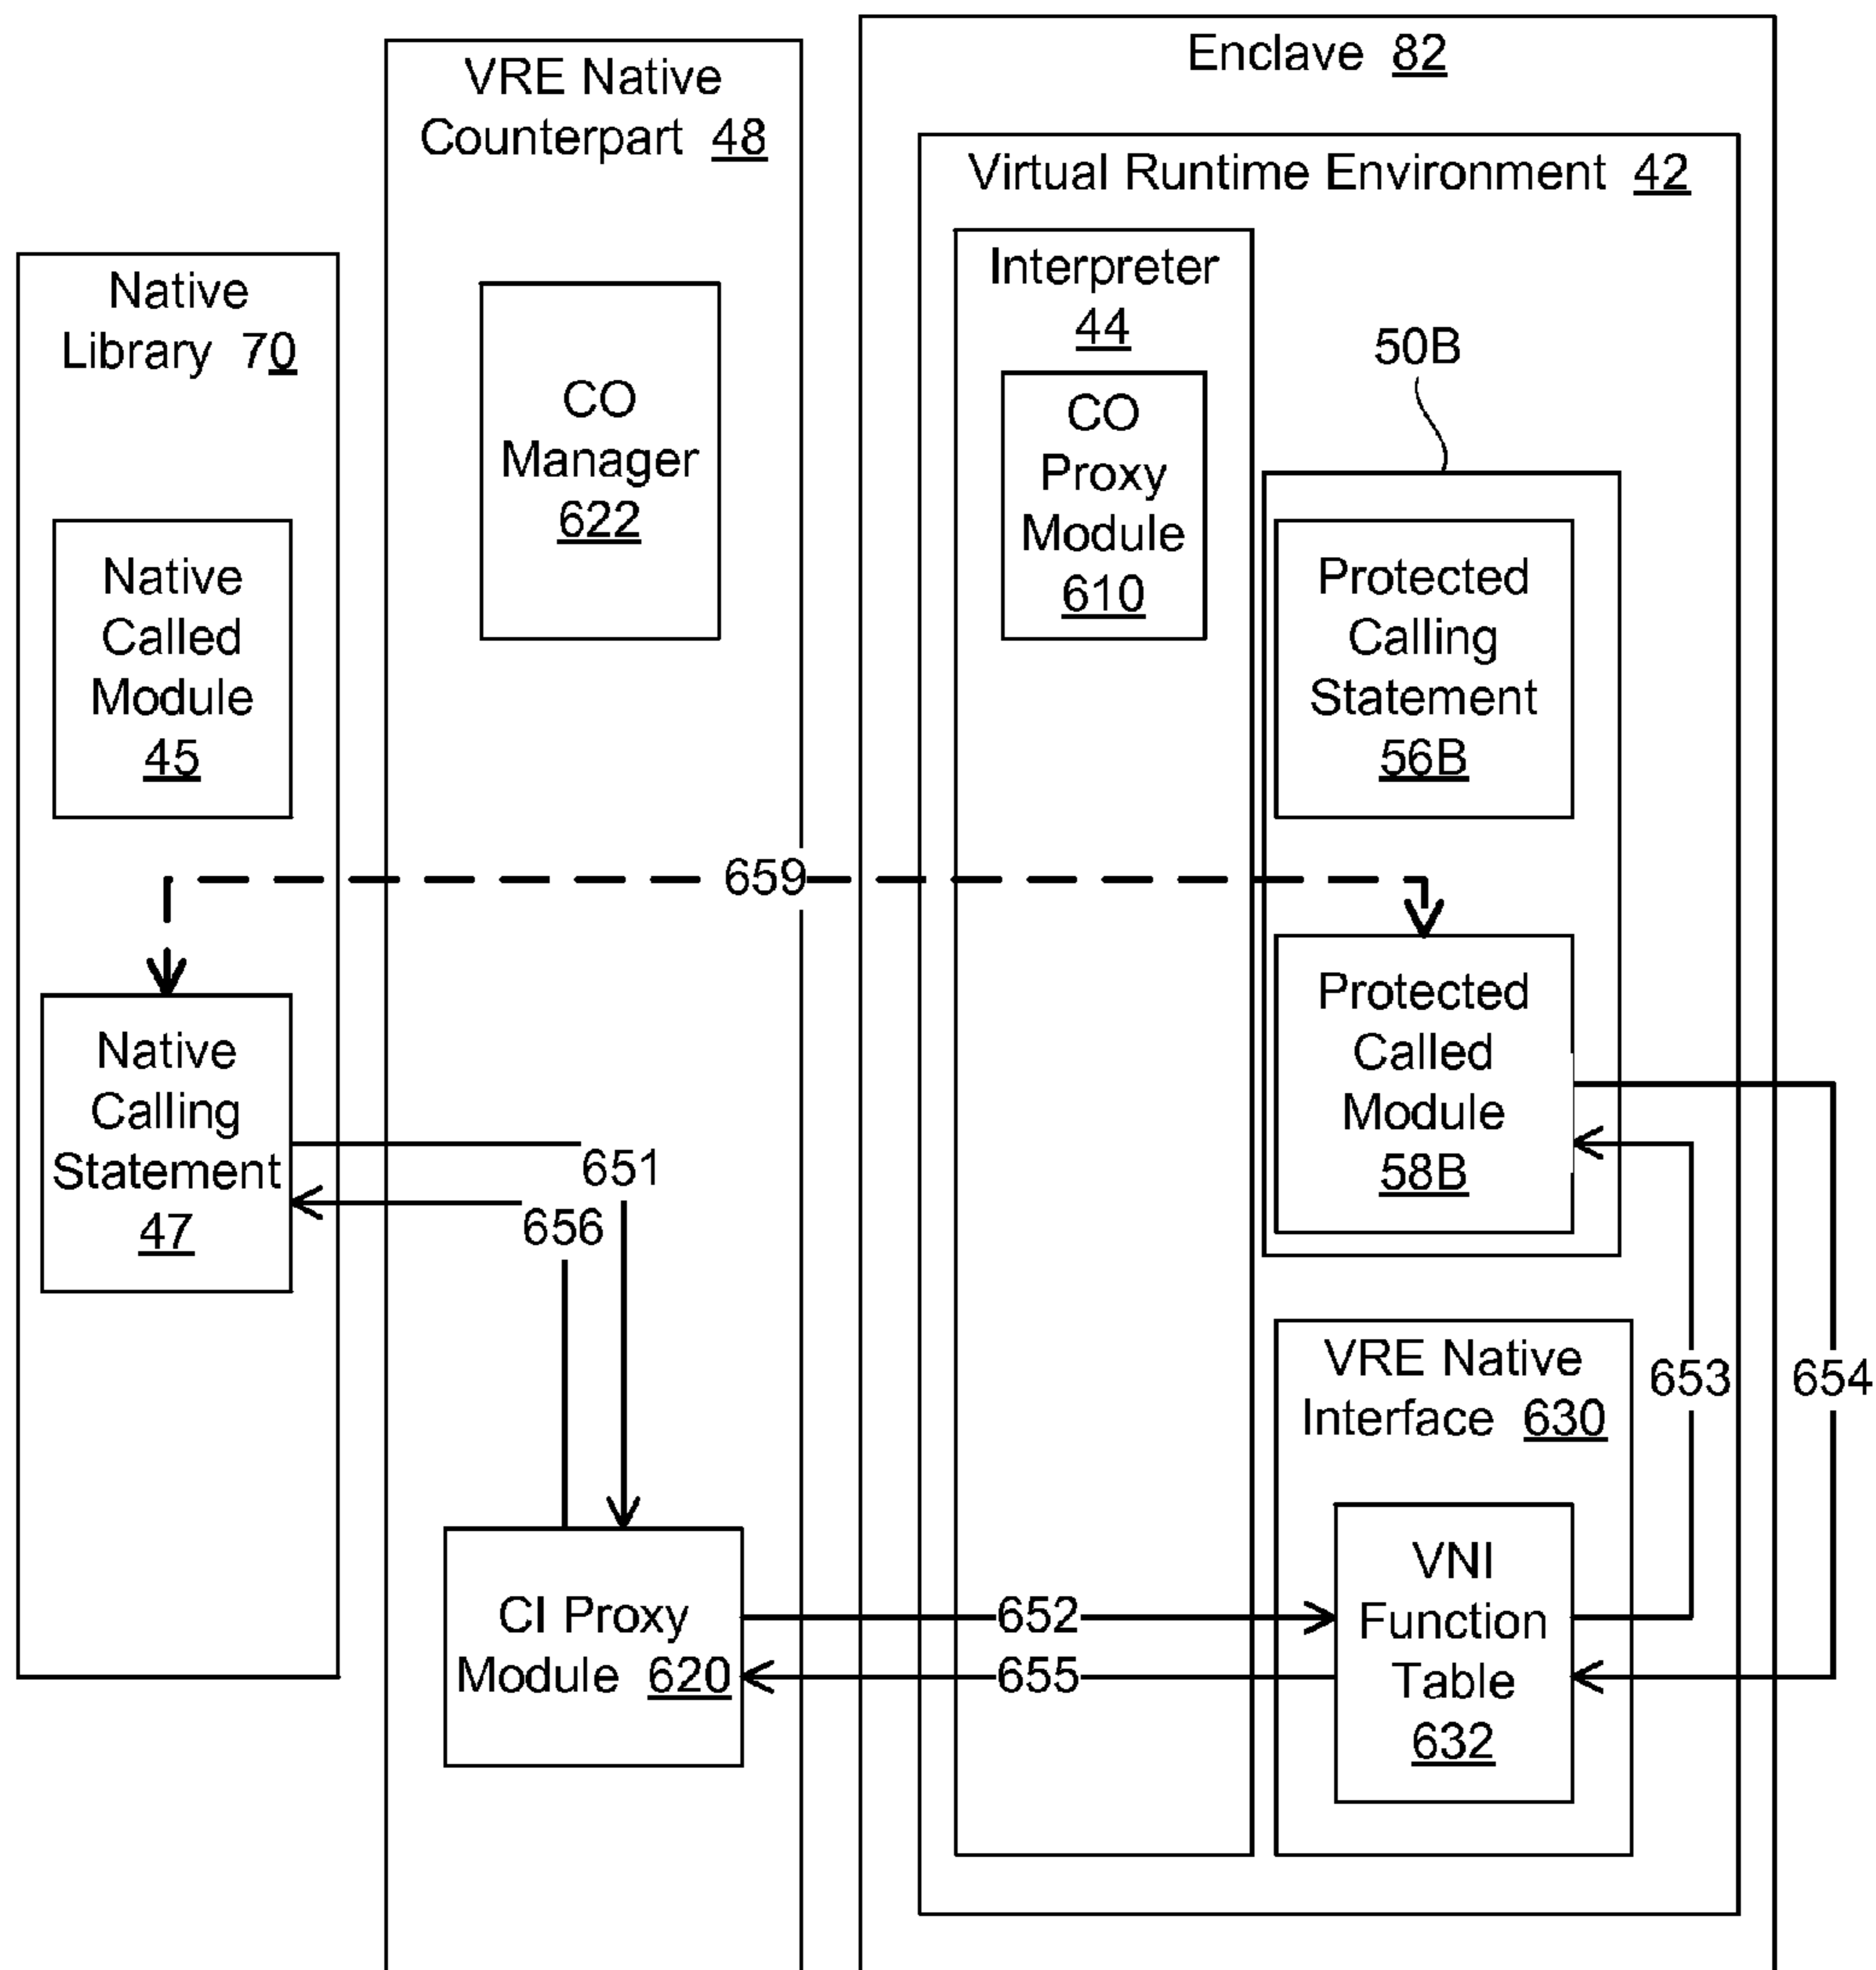 Enclave 82
VRE Native
Counterpart 48
Virtual Runtime Environment 42
Native
Library 70
Interpreter
44
50B
CO
Manager
622
CO
Proxy
Module
610
Native
Called
Module
45
Protected
Calling
Statement
56B
659
Native
Calling
Statement
47
Protected
Called
Module
58B
651
656
VRE Native
Interface 630
653
654
CI Proxy
Module 620
652
655
VNI
Function
Table
632